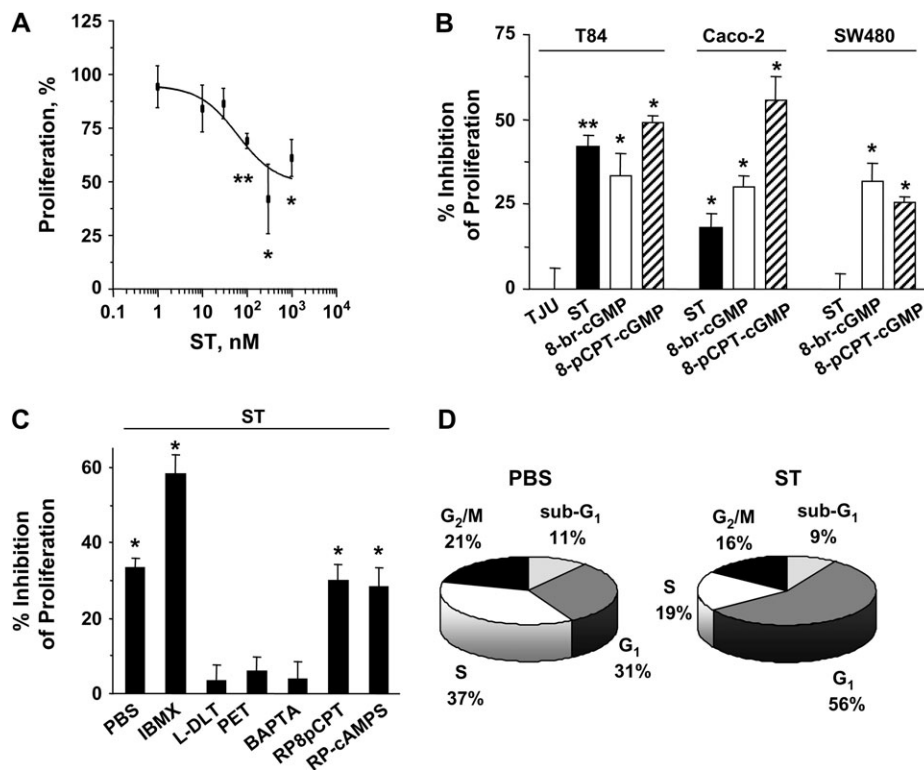 A
Proliferation, %
125
100
75
50
25
0
**
*
*
0.1 1 10 10² 10³ 10⁴
ST, nM
B
T84 Caco-2 SW480
% Inhibition
of Proliferation
75
50
25
0
** * *
* * *
* *
TJU ST 8-br-cGMP 8-pCPT-cGMP ST 8-br-cGMP 8-pCPT-cGMP ST 8-br-cGMP 8-pCPT-cGMP
C
ST
% Inhibition
of Proliferation
60
40
20
0
* * * *
PBS IBMX L-DLT PET BAPTA RP8pCPT RP-cAMPS
D
PBS
G₂/M
21%
sub-G₁
11%
S
37%
G₁
31%
ST
G₂/M
16%
sub-G₁
9%
S
19%
G₁
56%